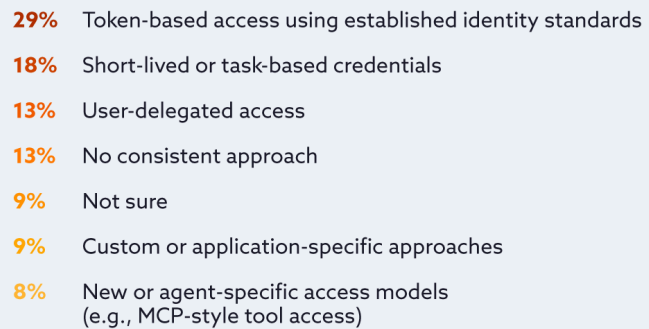 29% Token-based access using established identity standards
18% Short-lived or task-based credentials
13% User-delegated access
13% No consistent approach
9% Not sure
9% Custom or application-specific approaches
8% New or agent-specific access models
(e.g., MCP-style tool access)